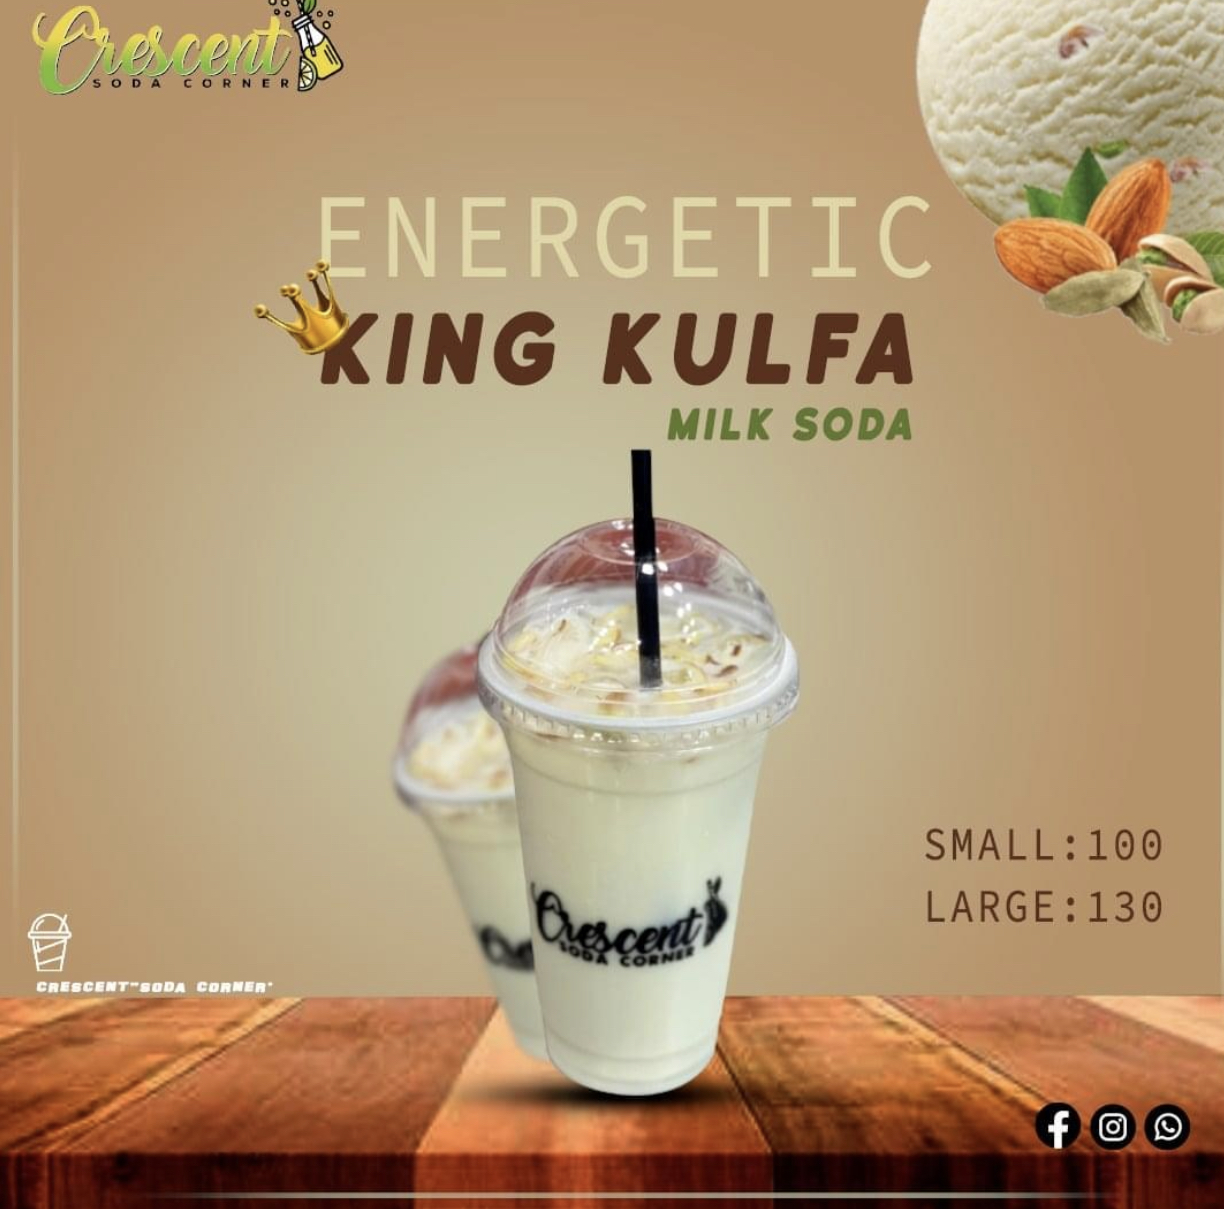 Crescent
SODA CORNER
ENERGETIC
KING KULFA
MILK SODA
Crescent
SODA CORNER
SMALL:100
LARGE:130
CRESCENT"SODA CORNER"